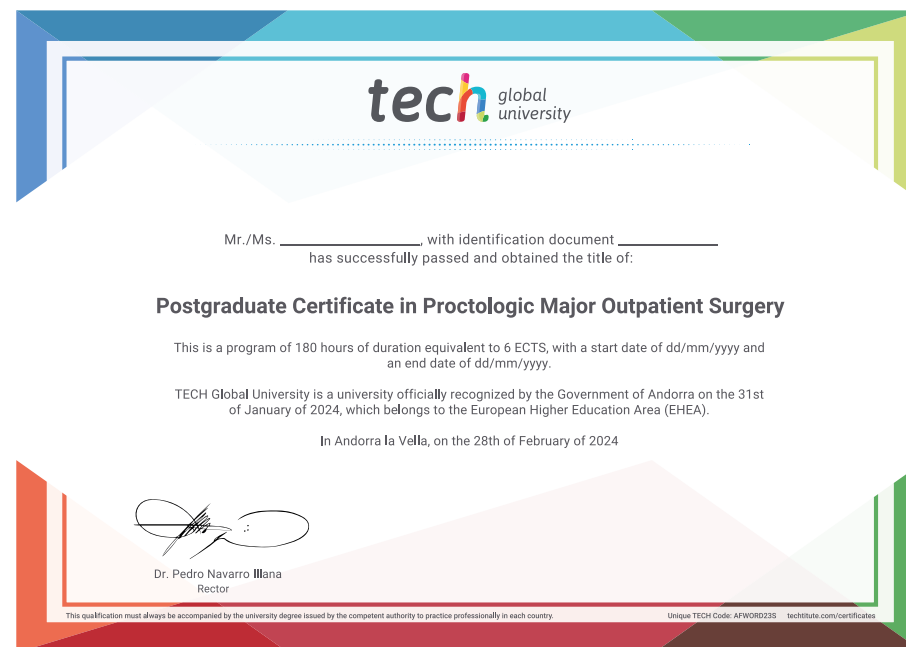 tech global
university
Mr./Ms. ____________, with identification document ____________
has successfully passed and obtained the title of:
Postgraduate Certificate in Proctologic Major Outpatient Surgery
This is a program of 180 hours of duration equivalent to 6 ECTS, with a start date of dd/mm/yyyy and
an end date of dd/mm/yyyy.
TECH Global University is a university officially recognized by the Government of Andorra on the 31st
of January of 2024, which belongs to the European Higher Education Area (EHEA).
In Andorra la Vella, on the 28th of February of 2024
Dr. Pedro Navarro Illana
Rector
This qualification must always be accompanied by the university degree issued by the competent authority to practice professionally in each country. Unique TECH Code: AFWORD23S techtitute.com/certificates